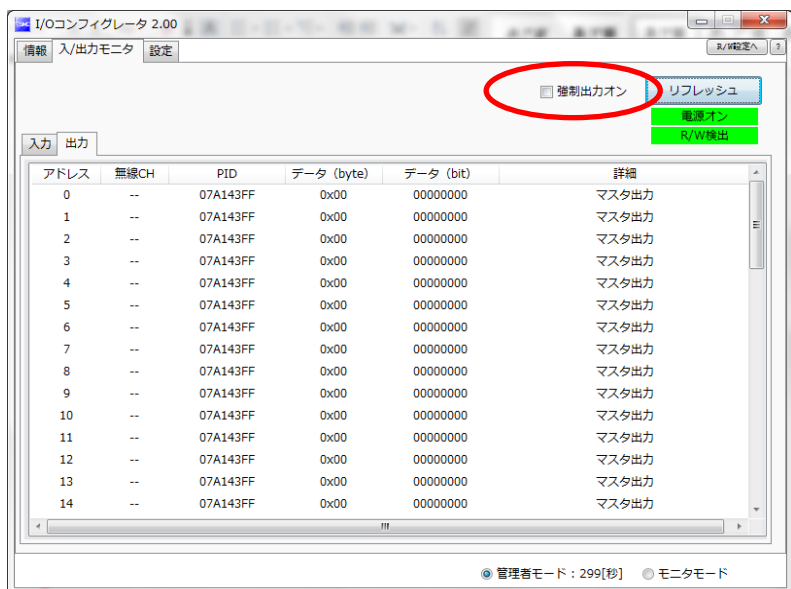 I/Oコンフィグレータ 2.00
情報 入/出力モニタ 設定 R/W設定へ ?
強制出力オン リフレッシュ
電源オン
R/W検出
入力 出力
アドレス 無線CH PID データ（byte） データ（bit） 詳細
0 -- 07A143FF 0x00 00000000 マスタ出力
1 -- 07A143FF 0x00 00000000 マスタ出力
2 -- 07A143FF 0x00 00000000 マスタ出力
3 -- 07A143FF 0x00 00000000 マスタ出力
4 -- 07A143FF 0x00 00000000 マスタ出力
5 -- 07A143FF 0x00 00000000 マスタ出力
6 -- 07A143FF 0x00 00000000 マスタ出力
7 -- 07A143FF 0x00 00000000 マスタ出力
8 -- 07A143FF 0x00 00000000 マスタ出力
9 -- 07A143FF 0x00 00000000 マスタ出力
10 -- 07A143FF 0x00 00000000 マスタ出力
11 -- 07A143FF 0x00 00000000 マスタ出力
12 -- 07A143FF 0x00 00000000 マスタ出力
13 -- 07A143FF 0x00 00000000 マスタ出力
14 -- 07A143FF 0x00 00000000 マスタ出力
管理者モード：299[秒] モニタモード